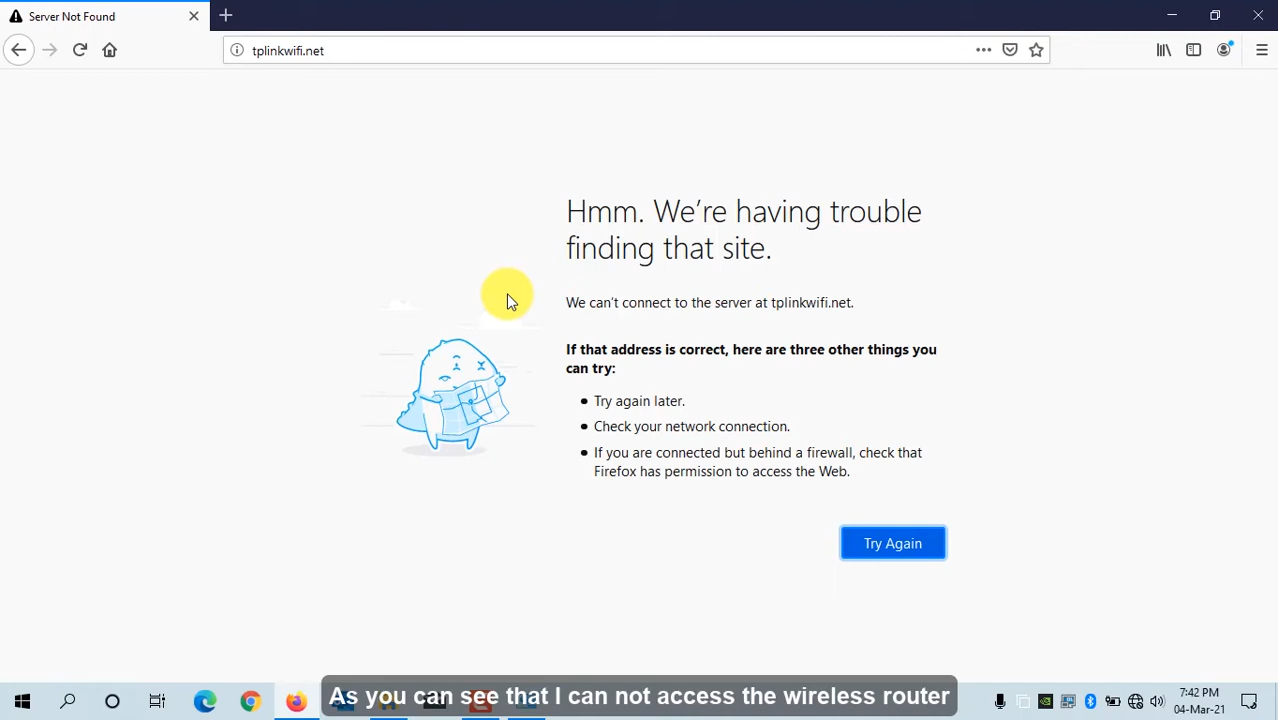 Server Not Found
tplinkwifi.net
Hmm. We're having trouble
finding that site.
We can't connect to the server at tplinkwifi.net.
If that address is correct, here are three other things you
can try:
Try again later.
Check your network connection.
If you are connected but behind a firewall, check that
Firefox has permission to access the Web.
Try Again
As you can see that I can not access the wireless router
7:42 PM
04-Mar-21